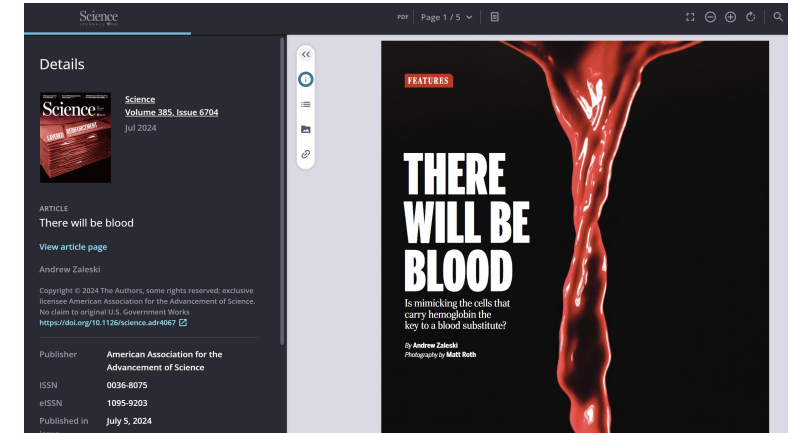 Science
PDF
Page 1 / 5
Details
Science
LAYERED REINFORCEMENT
Science
Volume 385, Issue 6704
Jul 2024
ARTICLE
There will be blood
View article page
Andrew Zaleski
Copyright © 2024 The Authors, some rights reserved; exclusive
licensee American Association for the Advancement of Science.
No claim to original U.S. Government Works
https://doi.org/10.1126/science.adr4067
Publisher American Association for the
Advancement of Science
ISSN 0036-8075
eISSN 1095-9203
Published in July 5, 2024
FEATURES
THERE
WILL BE
BLOOD
Is mimicking the cells that
carry hemoglobin the
key to a blood substitute?
By Andrew Zaleski
Photography by Matt Roth